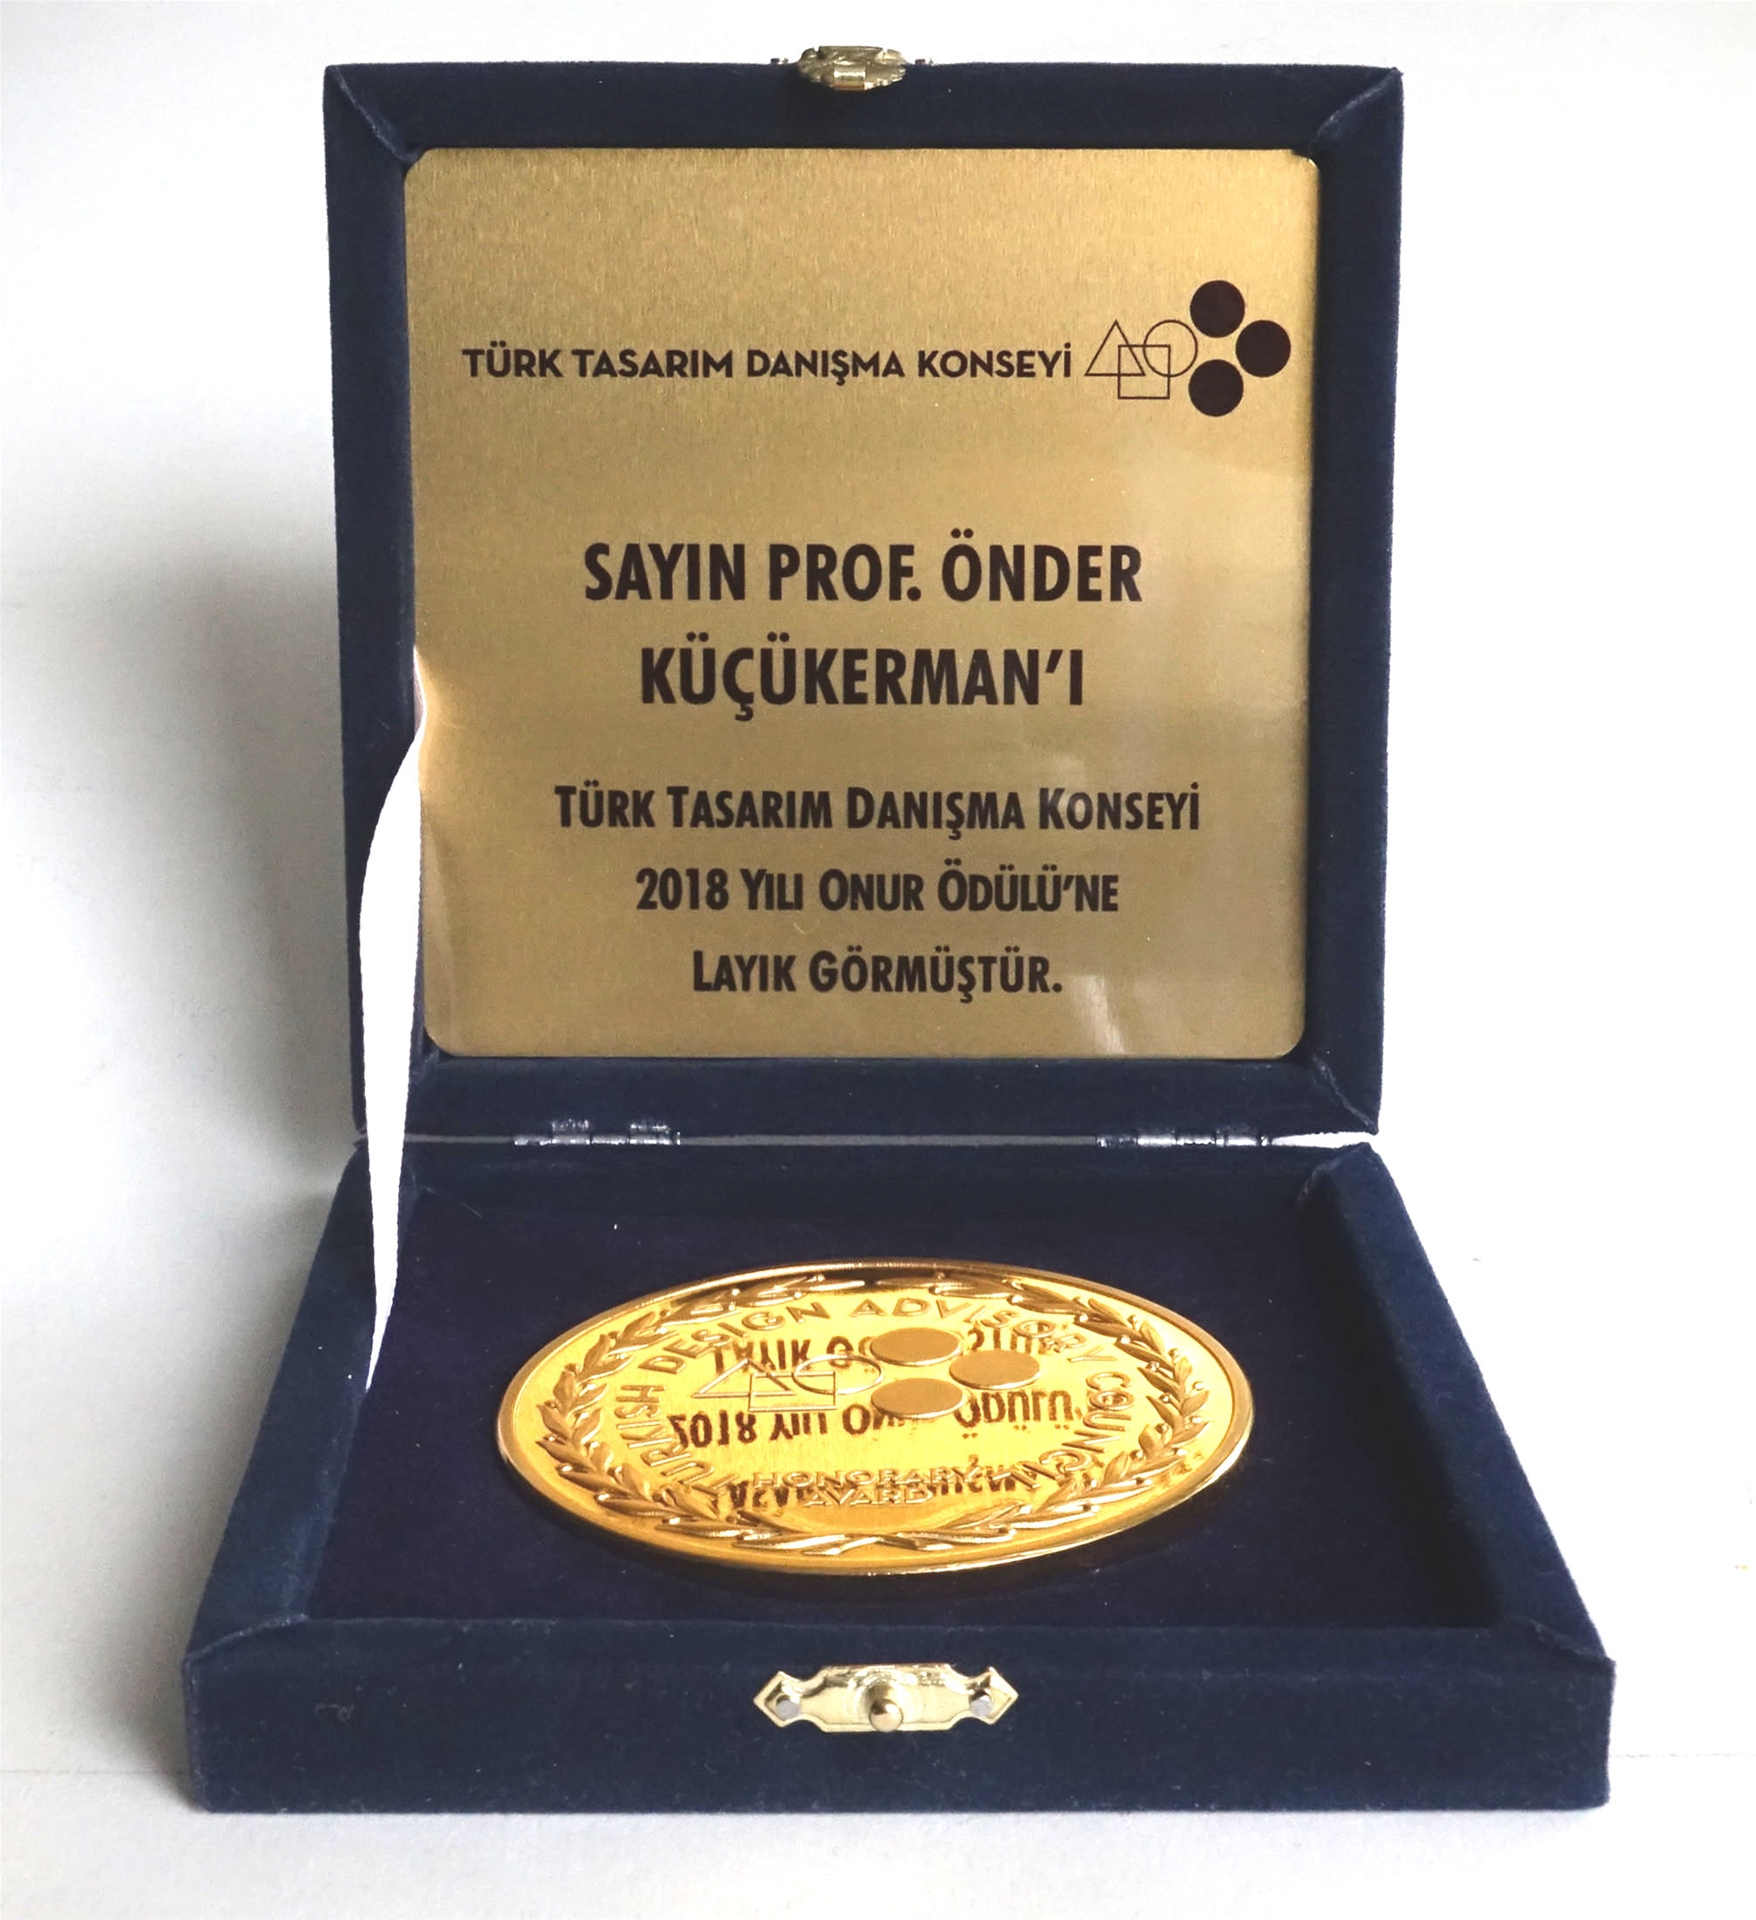 TÜRK TASARIM DANIŞMA KONSEYİ
SAYIN PROF. ÖNDER
KÜÇÜKERMAN'I
TÜRK TASARIM DANIŞMA KONSEYİ
2018 YILI ONUR ÖDÜLÜ'NE
LAYIK GÖRMÜŞTÜR.
TURKISH DESIGN ADVISORY COUNCIL
HONORARY
AWARD